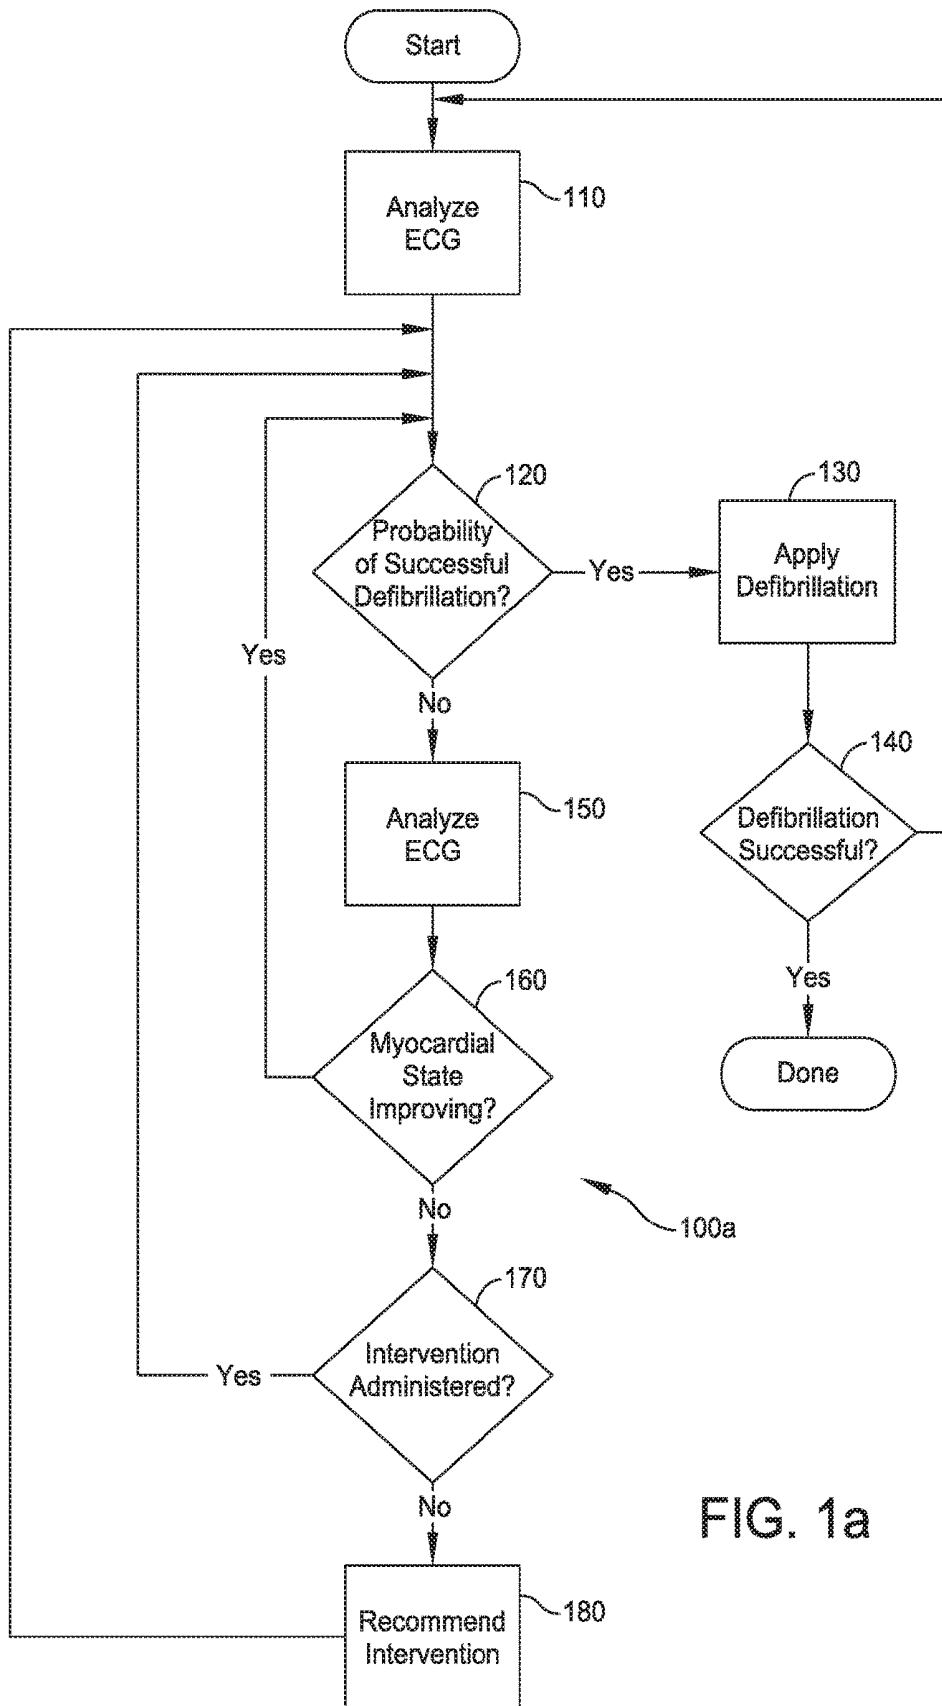 Start
Analyze
ECG
110
120
Probability
of Successful
Defibrillation?
Yes
130
Apply
Defibrillation
Yes
No
140
Defibrillation
Successful?
Analyze
ECG
150
Yes
160
Myocardial
State
Improving?
Done
No
100a
170
Intervention
Administered?
Yes
No
FIG. 1a
Recommend
Intervention
180